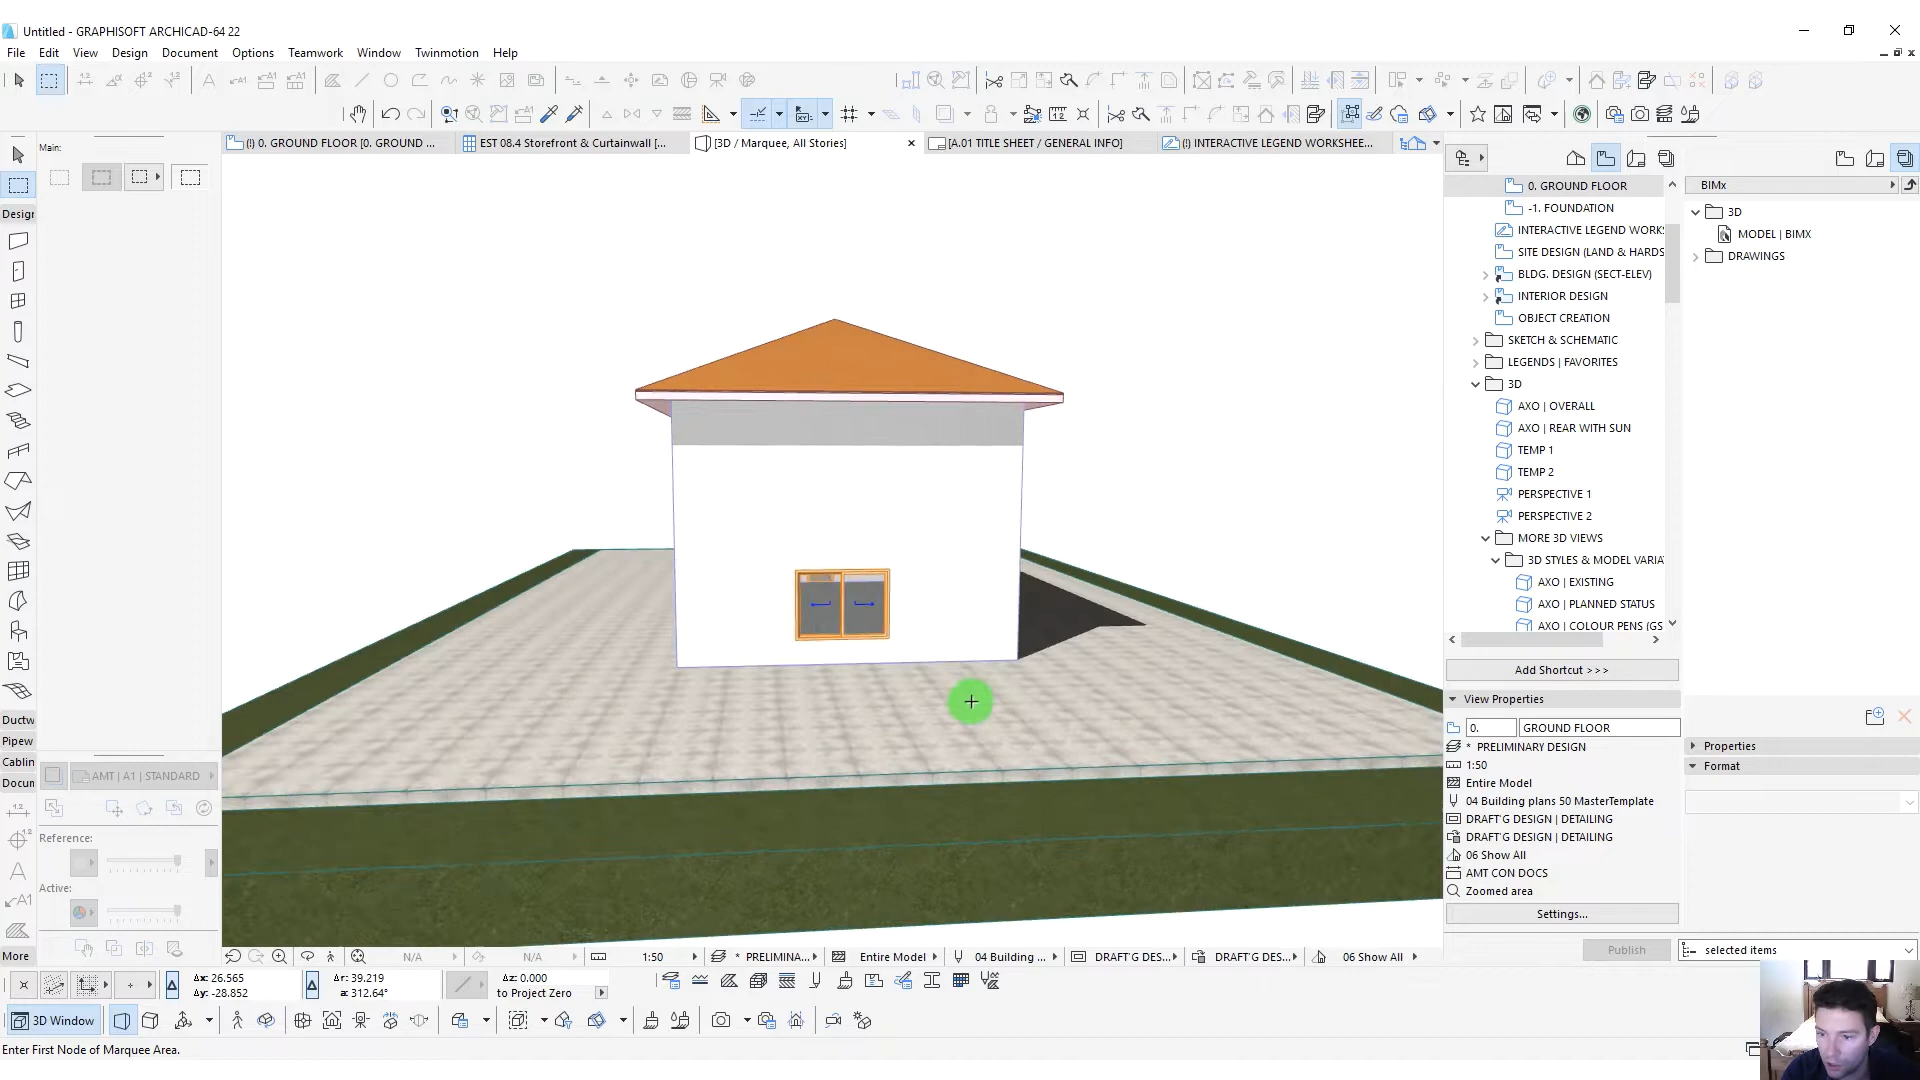 Untitled - GRAPHISOFT ARCHICAD-64 22
File Edit View Design Document Options Teamwork Window Twinmotion Help
(!) 0. GROUND FLOOR [0. GROUND ...
EST 08.4 Storefront & Curtainwall [...
[3D / Marquee, All Stories]
[A.01 TITLE SHEET / GENERAL INFO]
(!) INTERACTIVE LEGEND WORKSHEE...
Main:
Design
Ductw
Pipew
Cablin
Docun
More
AMT | A1 | STANDARD
Reference:
Active:
0. GROUND FLOOR
-1. FOUNDATION
INTERACTIVE LEGEND WORKS
SITE DESIGN (LAND & HARDS
BLDG. DESIGN (SECT-ELEV)
INTERIOR DESIGN
OBJECT CREATION
SKETCH & SCHEMATIC
LEGENDS | FAVORITES
3D
AXO | OVERALL
AXO | REAR WITH SUN
TEMP 1
TEMP 2
PERSPECTIVE 1
PERSPECTIVE 2
MORE 3D VIEWS
3D STYLES & MODEL VARIA
AXO | EXISTING
AXO | PLANNED STATUS
AXO | COLOUR PENS (GS
Add Shortcut >>>
View Properties
0. GROUND FLOOR
* PRELIMINARY DESIGN
1:50
Entire Model
04 Building plans 50 MasterTemplate
DRAFT'G DESIGN | DETAILING
DRAFT'G DESIGN | DETAILING
06 Show All
AMT CON DOCS
Zoomed area
Settings...
BIMx
3D
MODEL | BIMX
DRAWINGS
Properties
Format
Publish
selected items
N/A
N/A
1:50
* PRELIMINA...
Entire Model
04 Building ...
DRAFT'G DES...
DRAFT'G DES...
06 Show All
Δx: 26.565
Δy: -28.852
Δr: 39.219
a: 312.64°
Δz: 0.000
to Project Zero
3D Window
Enter First Node of Marquee Area.